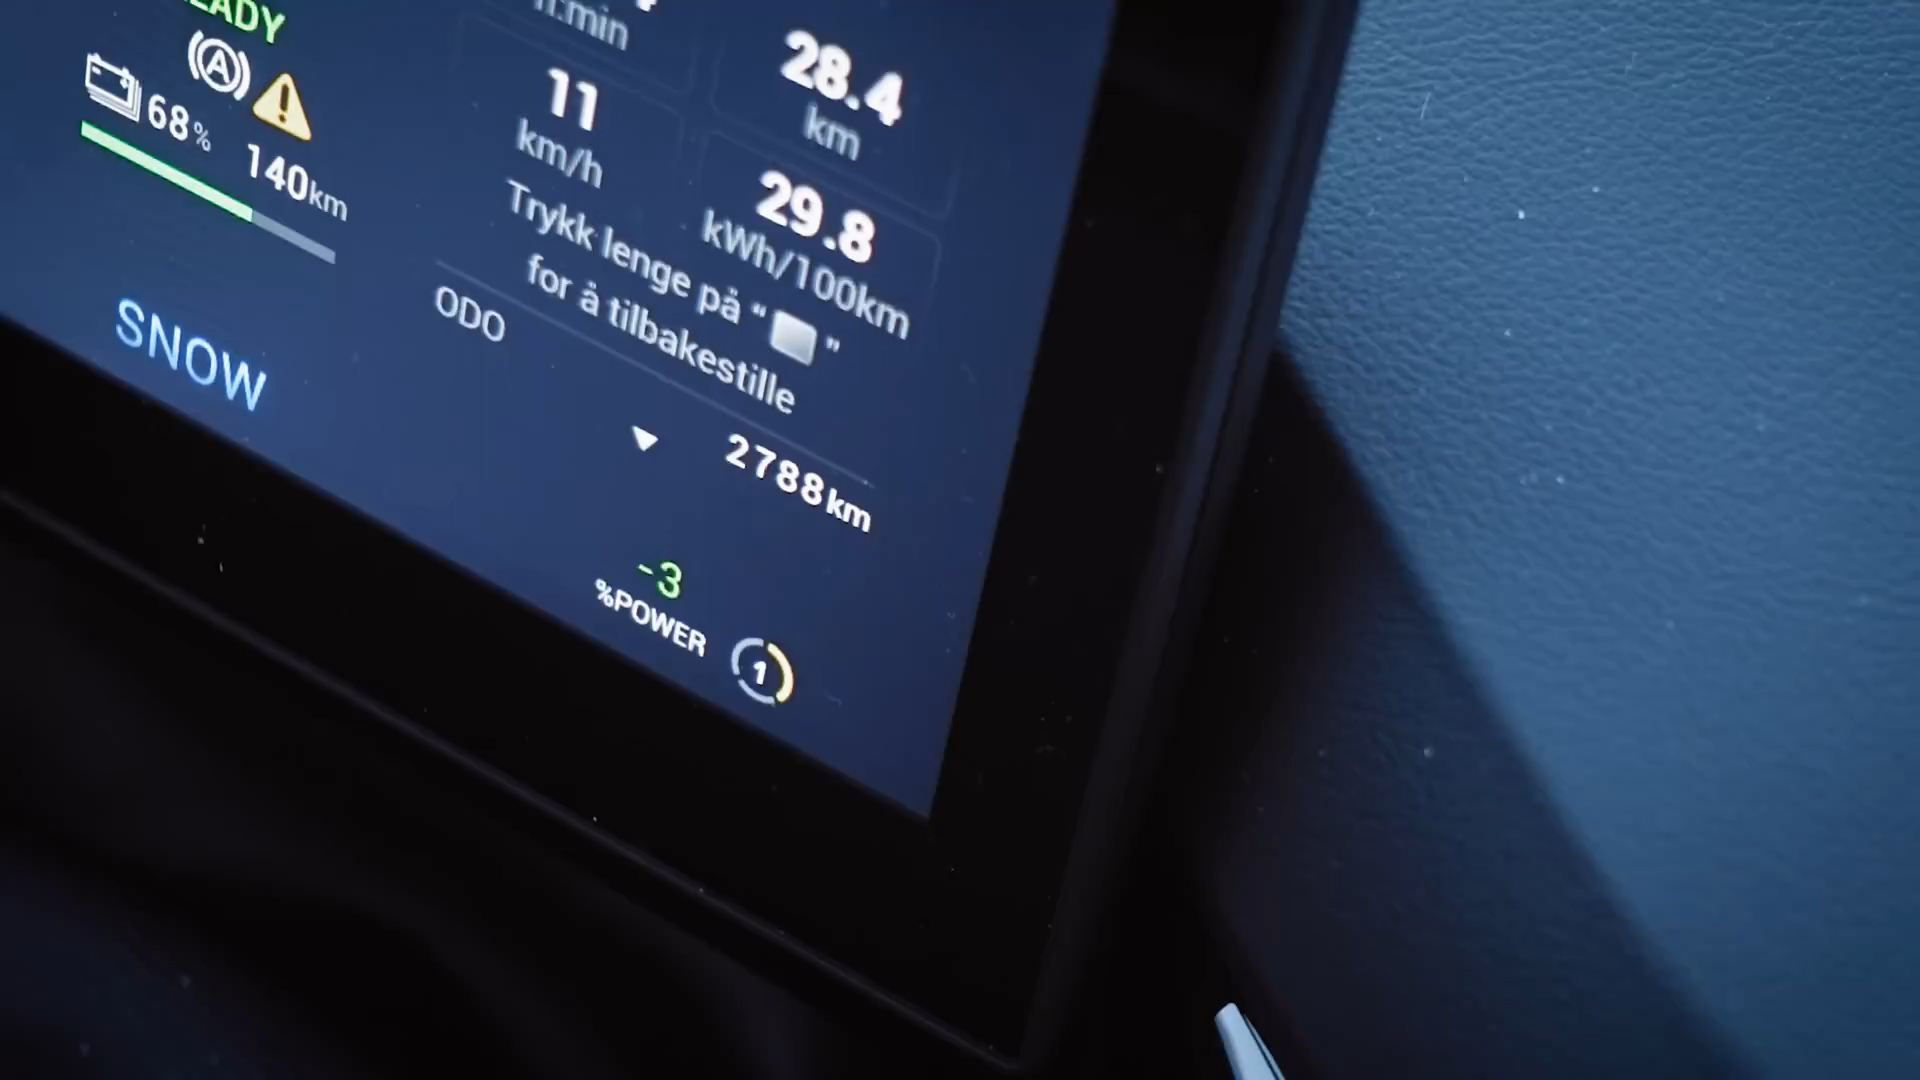 68%
140km
SNOW
28.4
km
11
km/h
29.8
kWh/100km
Trykk lenge på “ ”
for å tilbakestille
ODO
2788km
-3
%POWER
1